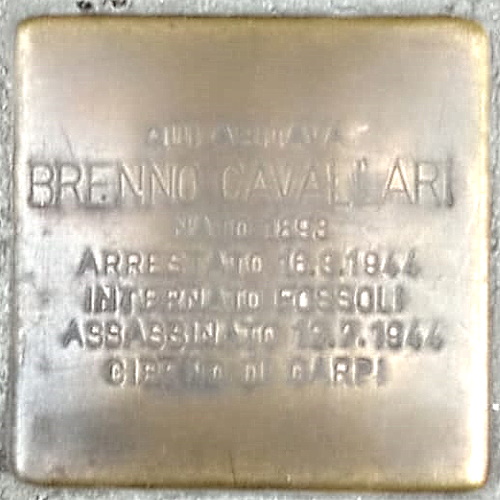 QUI ABITAVA
BRENNO CAVALLARI
NATO 1893
ARRESTATO 16.3.1944
INTERNATO FOSSOLI
ASSASSINATO 12.7.1944
CIBENO DI CARPI